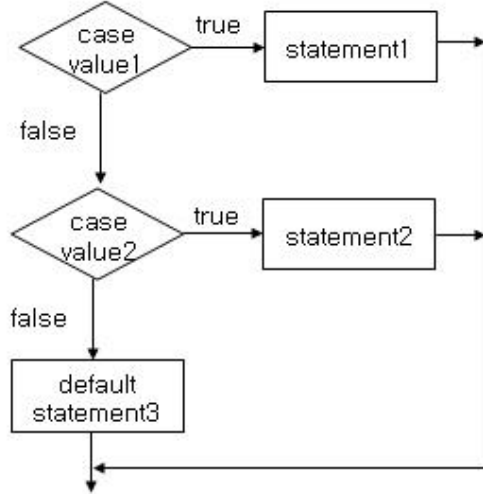 case
value1
true
statement1
false
case
value2
true
statement2
false
default
statement3